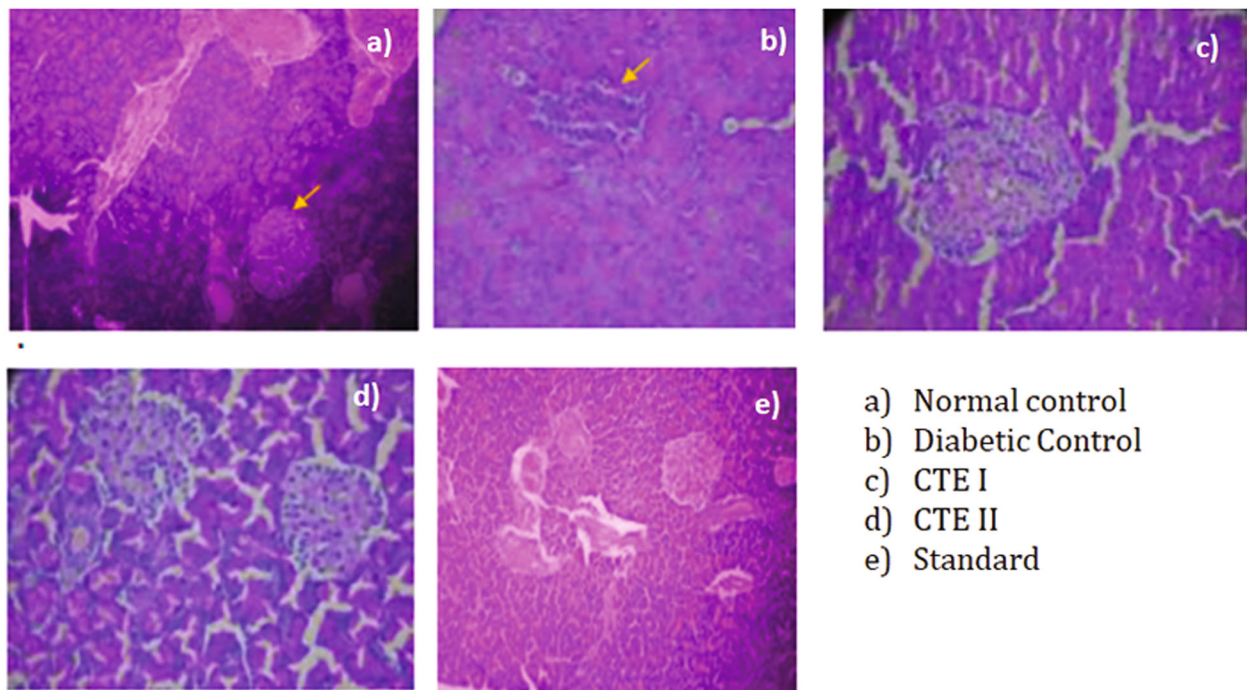 a)
b)
c)
d)
e)
a) Normal control
b) Diabetic Control
c) CTE I
d) CTE II
e) Standard